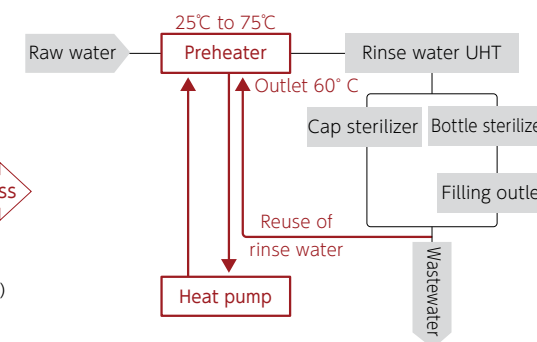 25℃ to 75℃
Raw water
Preheater
Rinse water UHT
Outlet 60° C
Cap sterilizer
Bottle sterilize
ss
Filling outle
Reuse of
rinse water
Wastewater
)
Heat pump